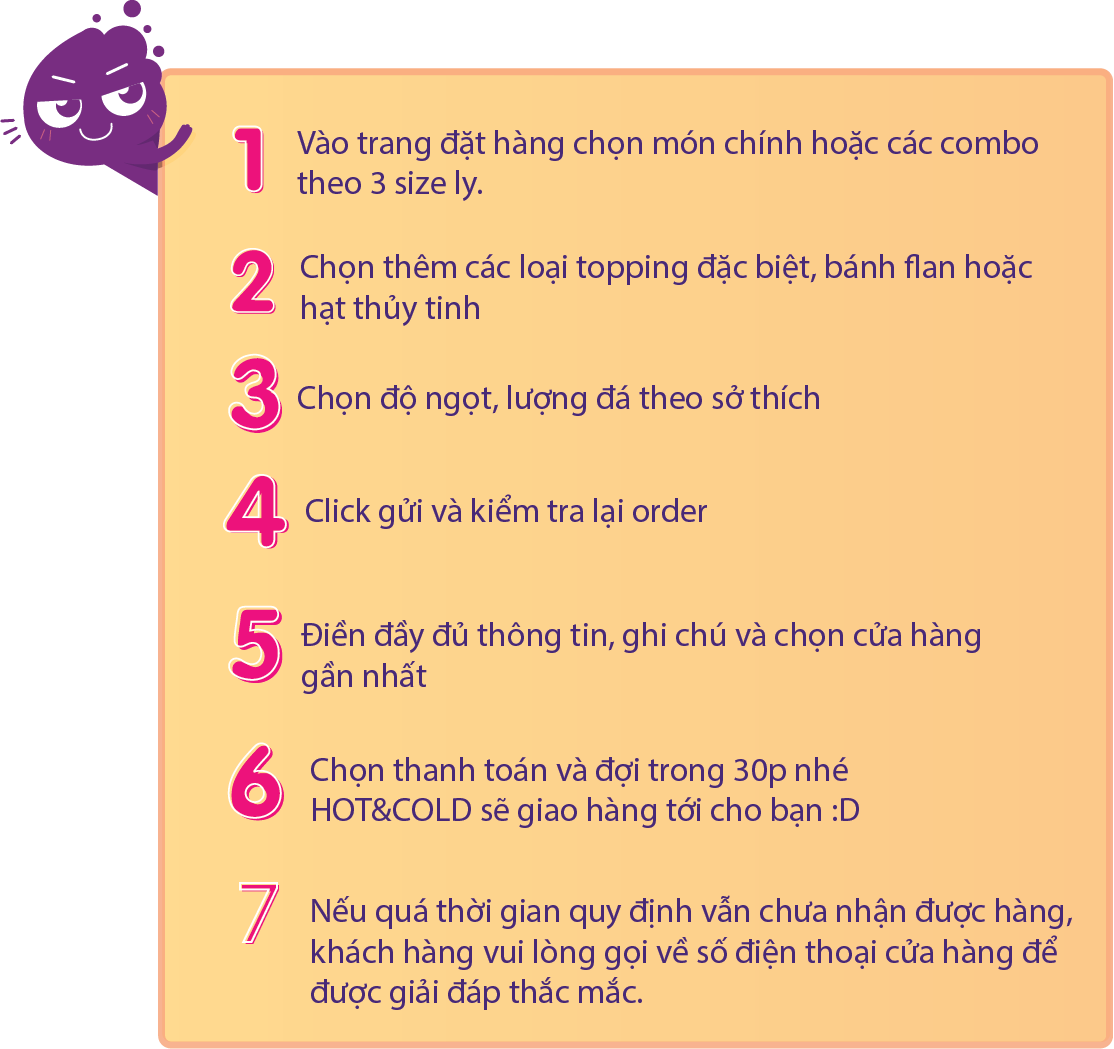 1 Vào trang đặt hàng chọn món chính hoặc các combo
theo 3 size ly.
2 Chọn thêm các loại topping đặc biệt, bánh flan hoặc
hạt thủy tinh
3 Chọn độ ngọt, lượng đá theo sở thích
4 Click gửi và kiểm tra lại order
5 Điền đầy đủ thông tin, ghi chú và chọn cửa hàng
gần nhất
6 Chọn thanh toán và đợi trong 30p nhé
HOT&COLD sẽ giao hàng tới cho bạn :D
7 Nếu quá thời gian quy định vẫn chưa nhận được hàng,
khách hàng vui lòng gọi về số điện thoại cửa hàng để
được giải đáp thắc mắc.